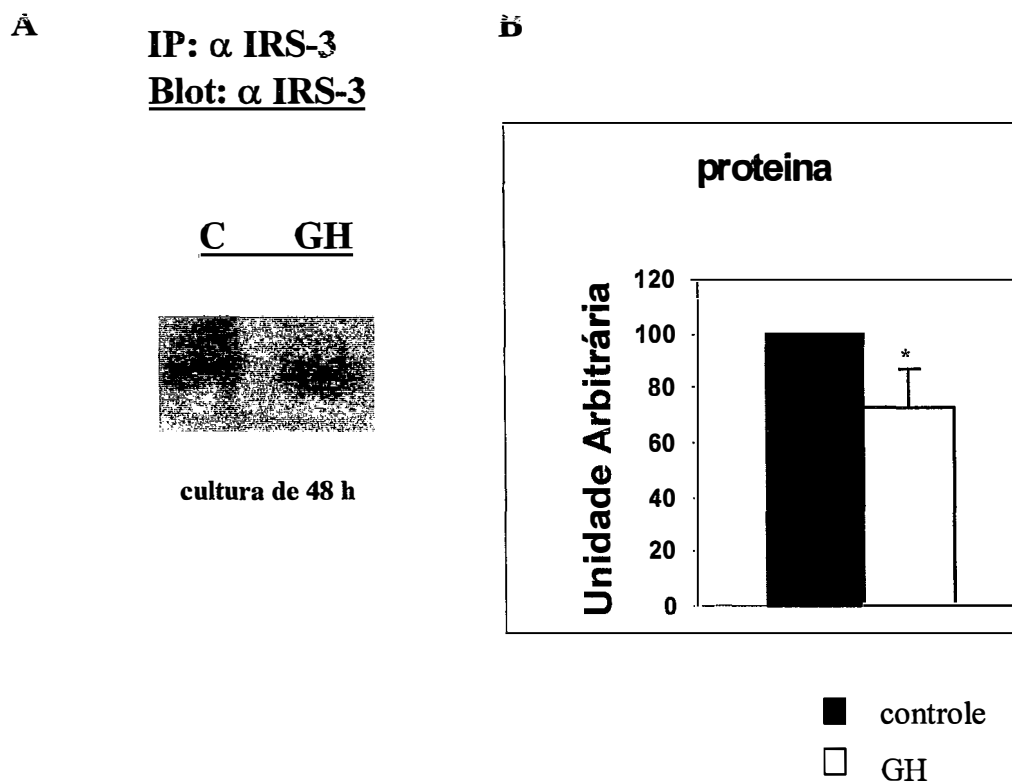 A
IP: α IRS-3
Blot: α IRS-3
C GH
cultura de 48 h
B
proteina
Unidade Arbitrária
120
100
80
60
40
20
0
*
controle
GH